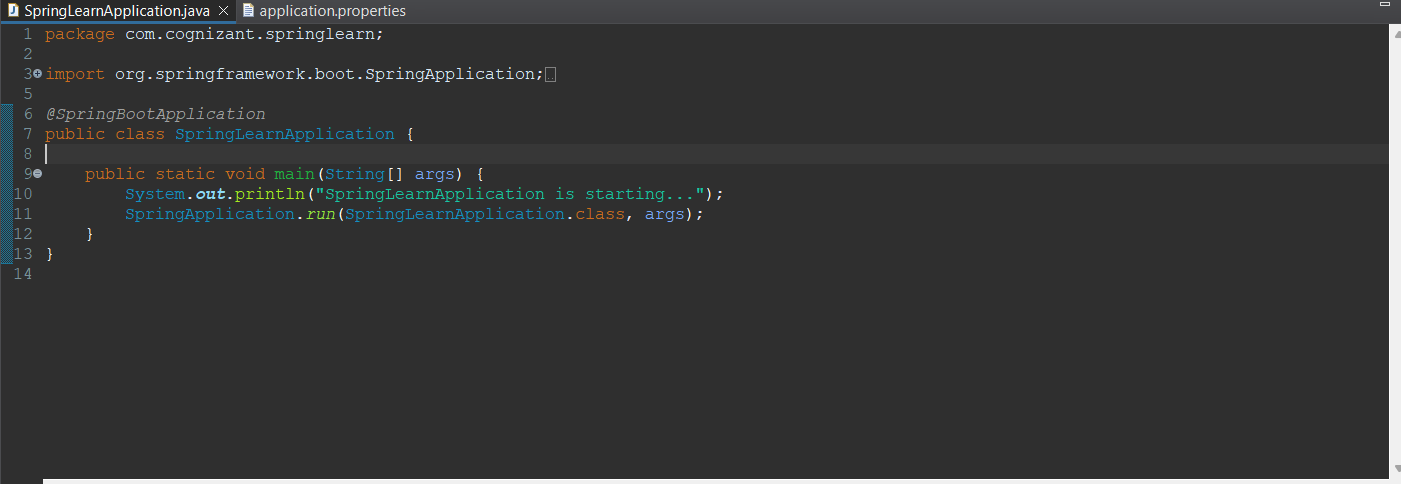 SpringLearnApplication.java application.properties
1 package com.cognizant.springlearn;
2
3 import org.springframework.boot.SpringApplication;
5
6 @SpringBootApplication
7 public class SpringLearnApplication {
8
9 public static void main(String[] args) {
10 System.out.println("SpringLearnApplication is starting...");
11 SpringApplication.run(SpringLearnApplication.class, args);
12 }
13 }
14